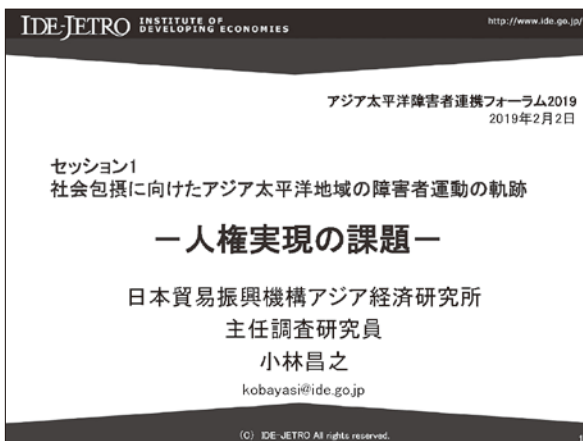 IDE-JETRO INSTITUTE OF
DEVELOPING ECONOMIES
http://www.ide.go.jp/
アジア太平洋障害者連携フォーラム2019
2019年2月2日
セッション1
社会包摂に向けたアジア太平洋地域の障害者運動の軌跡
－人権実現の課題－
日本貿易振興機構アジア経済研究所
主任調査研究員
小林昌之
kobayasi@ide.go.jp
(C) IDE-JETRO All rights reserved.
1